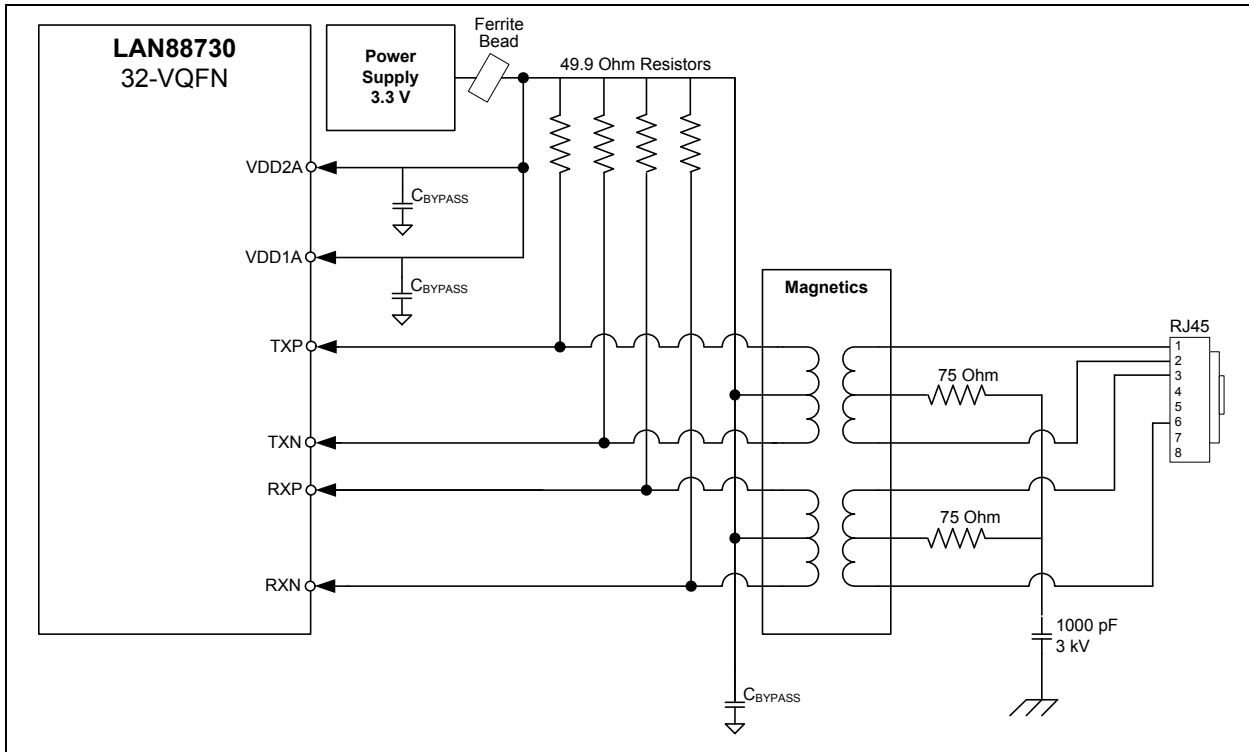 LAN88730
32-VQFN
Power
Supply
3.3 V
Ferrite
Bead
49.9 Ohm Resistors
VDD2A
CBYPASS
VDD1A
CBYPASS
TXP
TXN
RXP
RXN
Magnetics
75 Ohm
75 Ohm
RJ45
1
2
3
4
5
6
7
8
1000 pF
3 kV
CBYPASS